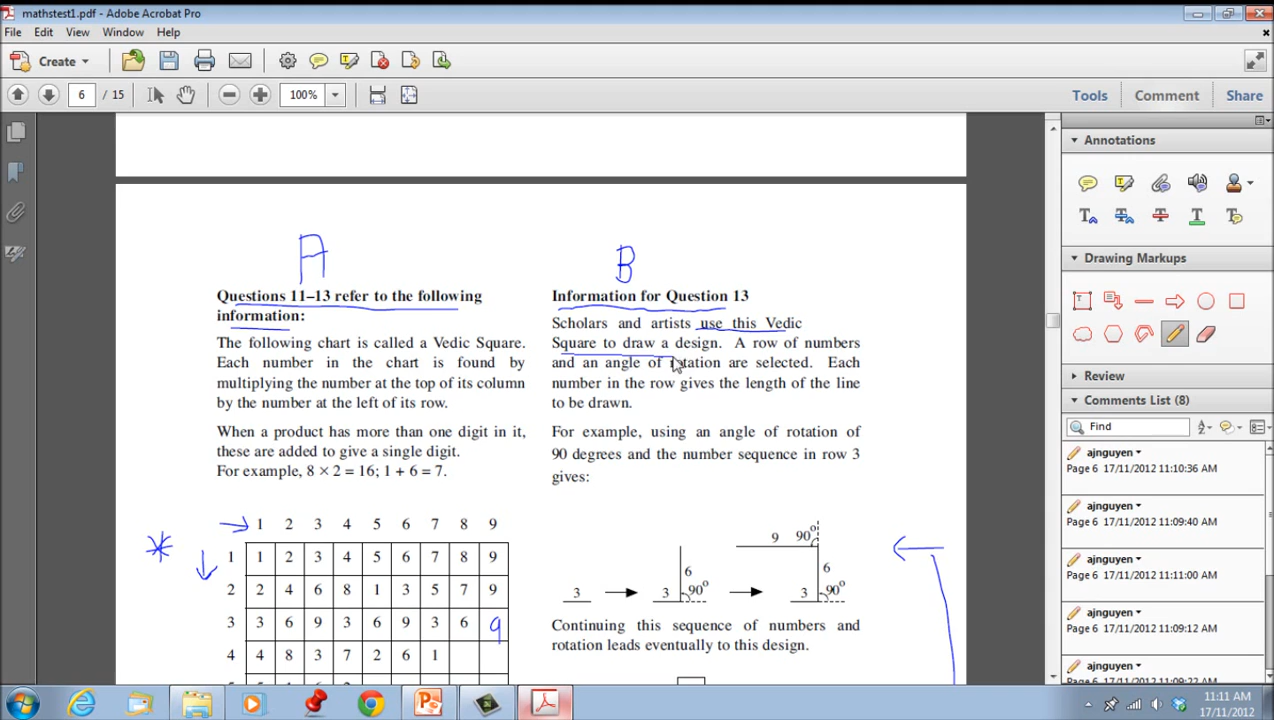 mathstest1.pdf - Adobe Acrobat Pro
File Edit View Window Help
Create
6 / 15 100% Tools Comment Share
Annotations
Drawing Markups
Review
Comments List (8)
Find
ajnguyen
Page 6 17/11/2012 11:10:36 AM
ajnguyen
Page 6 17/11/2012 11:09:40 AM
ajnguyen
Page 6 17/11/2012 11:11:00 AM
ajnguyen
Page 6 17/11/2012 11:09:12 AM
ajnguyen
Page 6 17/11/2012 11:09:22 AM
A
Questions 11–13 refer to the following
information:
The following chart is called a Vedic Square.
Each number in the chart is found by
multiplying the number at the top of its column
by the number at the left of its row.
When a product has more than one digit in it,
these are added to give a single digit.
For example, 8 × 2 = 16; 1 + 6 = 7.
1 2 3 4 5 6 7 8 9
1 1 2 3 4 5 6 7 8 9
2 2 4 6 8 1 3 5 7 9
3 3 6 9 3 6 9 3 6 9
4 4 8 3 7 2 6 1
B
Information for Question 13
Scholars and artists use this Vedic
Square to draw a design. A row of numbers
and an angle of rotation are selected. Each
number in the row gives the length of the line
to be drawn.
For example, using an angle of rotation of
90 degrees and the number sequence in row 3
gives:
9 90°
6 6
3 3 90° 3 90°
Continuing this sequence of numbers and
rotation leads eventually to this design.
11:11 AM
17/11/2012